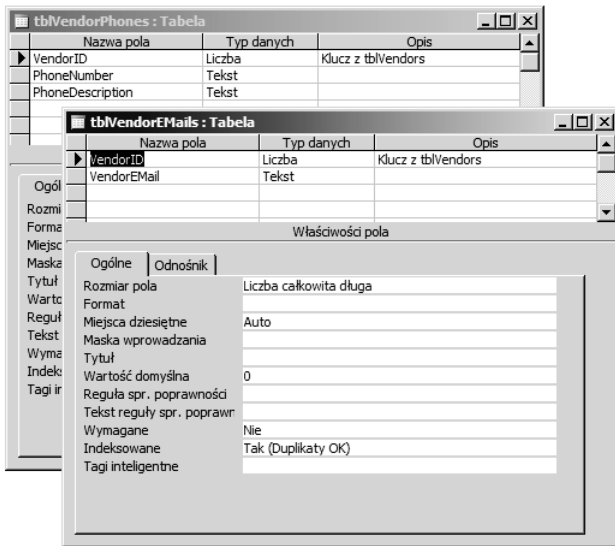 tblVendorPhones : Tabela
Nazwa pola Typ danych Opis
VendorID Liczba Klucz z tblVendors
PhoneNumber Tekst
PhoneDescription Tekst
tblVendorEMails : Tabela
Nazwa pola Typ danych Opis
VendorID Liczba Klucz z tblVendors
VendorEMail Tekst
Właściwości pola
Ogól
Rozmi
Forma
Miejsc
Maska
Tytuł
Warto
Reguł
Tekst
Wyma
Indeks
Tagi in
Ogólne Odnośnik
Rozmiar pola Liczba całkowita długa
Format
Miejsca dziesiętne Auto
Maska wprowadzania
Tytuł
Wartość domyślna 0
Reguła spr. poprawności
Tekst reguły spr. poprawr
Wymagane Nie
Indeksowane Tak (Duplikaty OK)
Tagi inteligentne